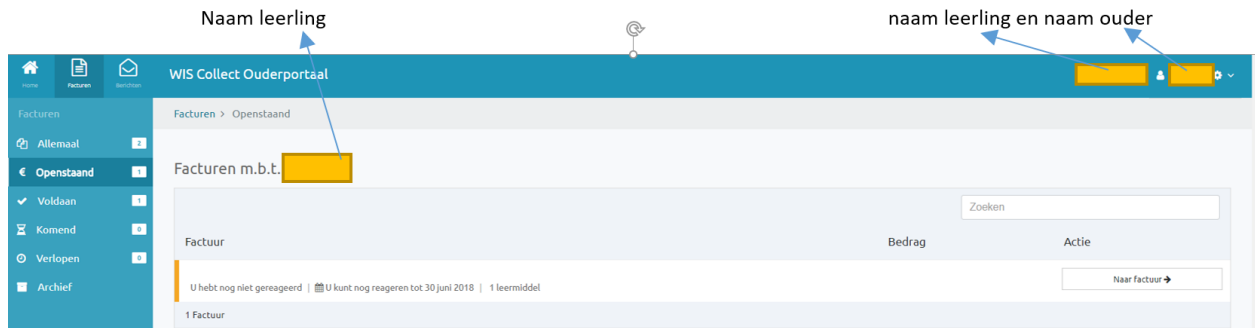 Naam leerling
naam leerling en naam ouder
Home
Facturen
Berichten
WIS Collect Ouderportaal
Facturen
Facturen > Openstaand
Allemaal 2
€ Openstaand 1
Voldaan 1
Komend 0
Verlopen 0
Archief
Facturen m.b.t.
Zoeken
Factuur Bedrag Actie
U hebt nog niet gereageerd | U kunt nog reageren tot 30 juni 2018 | 1 leermiddel
Naar factuur →
1 Factuur